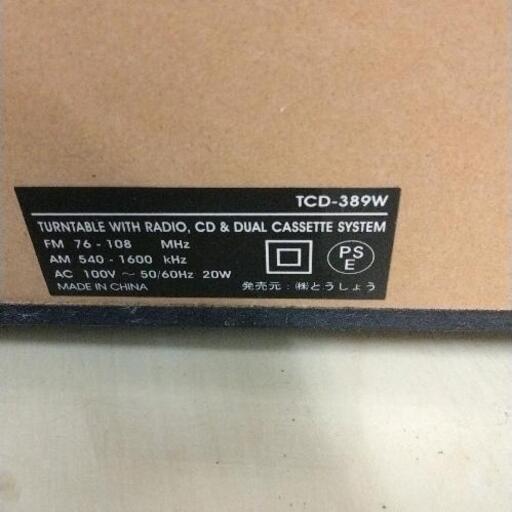 TCD-389W
TURNTABLE WITH RADIO, CD & DUAL CASSETTE SYSTEM
FM 76 - 108 MHz
AM 540 - 1600 kHz
AC 100V ～ 50/60Hz 20W
MADE IN CHINA
PS
E
発売元：㈱とうしょう